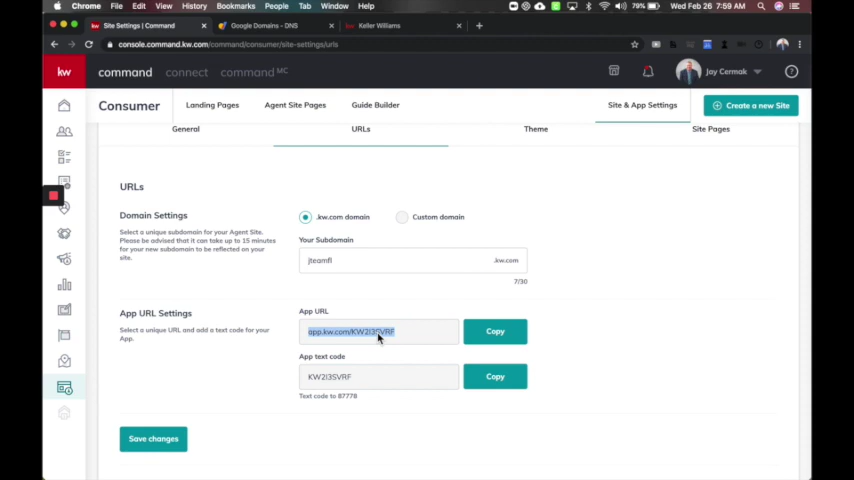 Chrome File Edit View History Bookmarks People Tab Window Help 79% Wed Feb 26 7:59 AM
Site Settings | Command Google Domains - DNS Keller Williams
console.command.kw.com/command/consumer/site-settings/urls
kw command connect command MC Jay Cermak
Consumer Landing Pages Agent Site Pages Guide Builder Site & App Settings Create a new Site
General URLs Theme Site Pages
URLs
Domain Settings .kw.com domain Custom domain
Select a unique subdomain for your Agent Site.
Please be advised that it can take up to 15 minutes
for your new subdomain to be reflected on your
site.
Your Subdomain
jteamfl .kw.com
7/30
App URL Settings
Select a unique URL and add a text code for your
App.
App URL
app.kw.com/KW2I3SVRF Copy
App text code
KW2I3SVRF Copy
Text code to 87778
Save changes